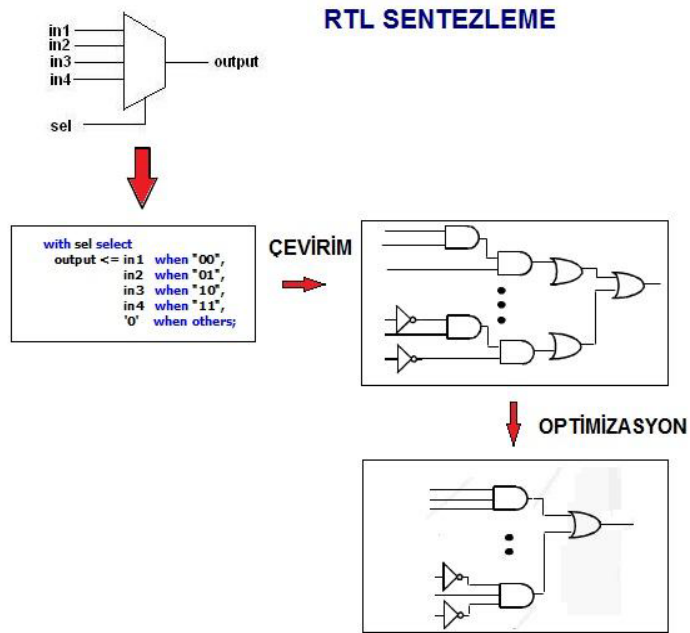 RTL SENTEZLEME
in1
in2
in3
in4
output
sel
with sel select
output <= in1 when "00",
in2 when "01",
in3 when "10",
in4 when "11",
'0' when others;
ÇEVİRİM
OPTİMİZASYON